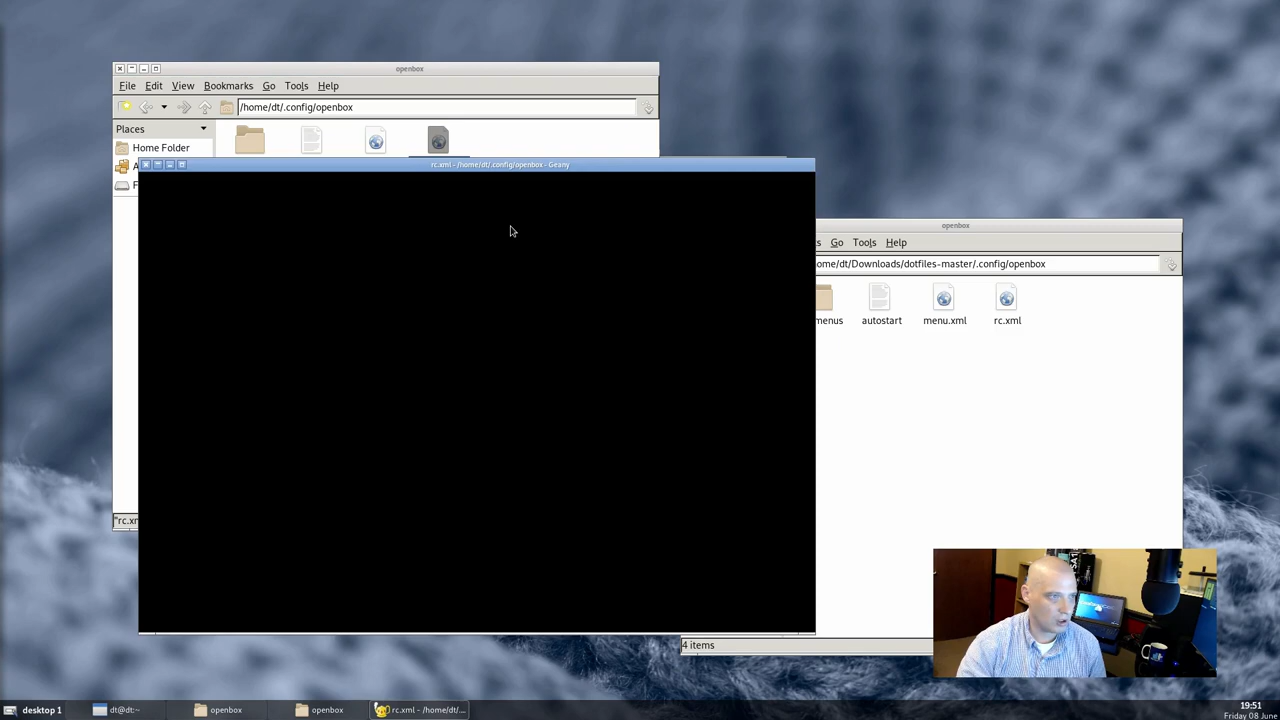 openbox
File Edit View Bookmarks Go Tools Help
/home/dt/.config/openbox
Places
Home Folder
rc.xml - /home/dt/.config/openbox - Geany
openbox
Go Tools Help
ome/dt/Downloads/dotfiles-master/.config/openbox
menus autostart menu.xml rc.xml
"rc.xm
4 items
desktop 1 dt@dt:~ openbox openbox rc.xml - /home/dt/...
19:51
Friday 08 June